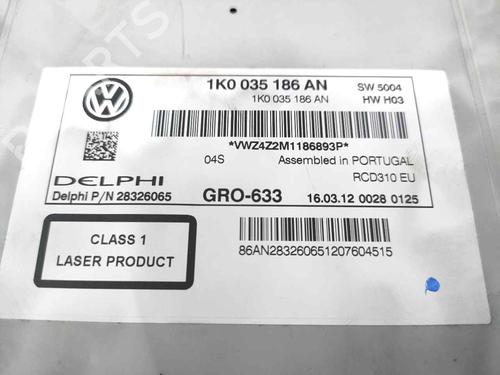 1K0 035 186 AN
SW 5004
1K0 035 186 AN
HW H03
*VWZ4Z2M1186893P*
04S
Assembled in PORTUGAL
RCD310 EU
DELPHI
Delphi P/N 28326065
GRO-633
16.03.12 0028 0125
CLASS 1
LASER PRODUCT
86AN283260651207604515